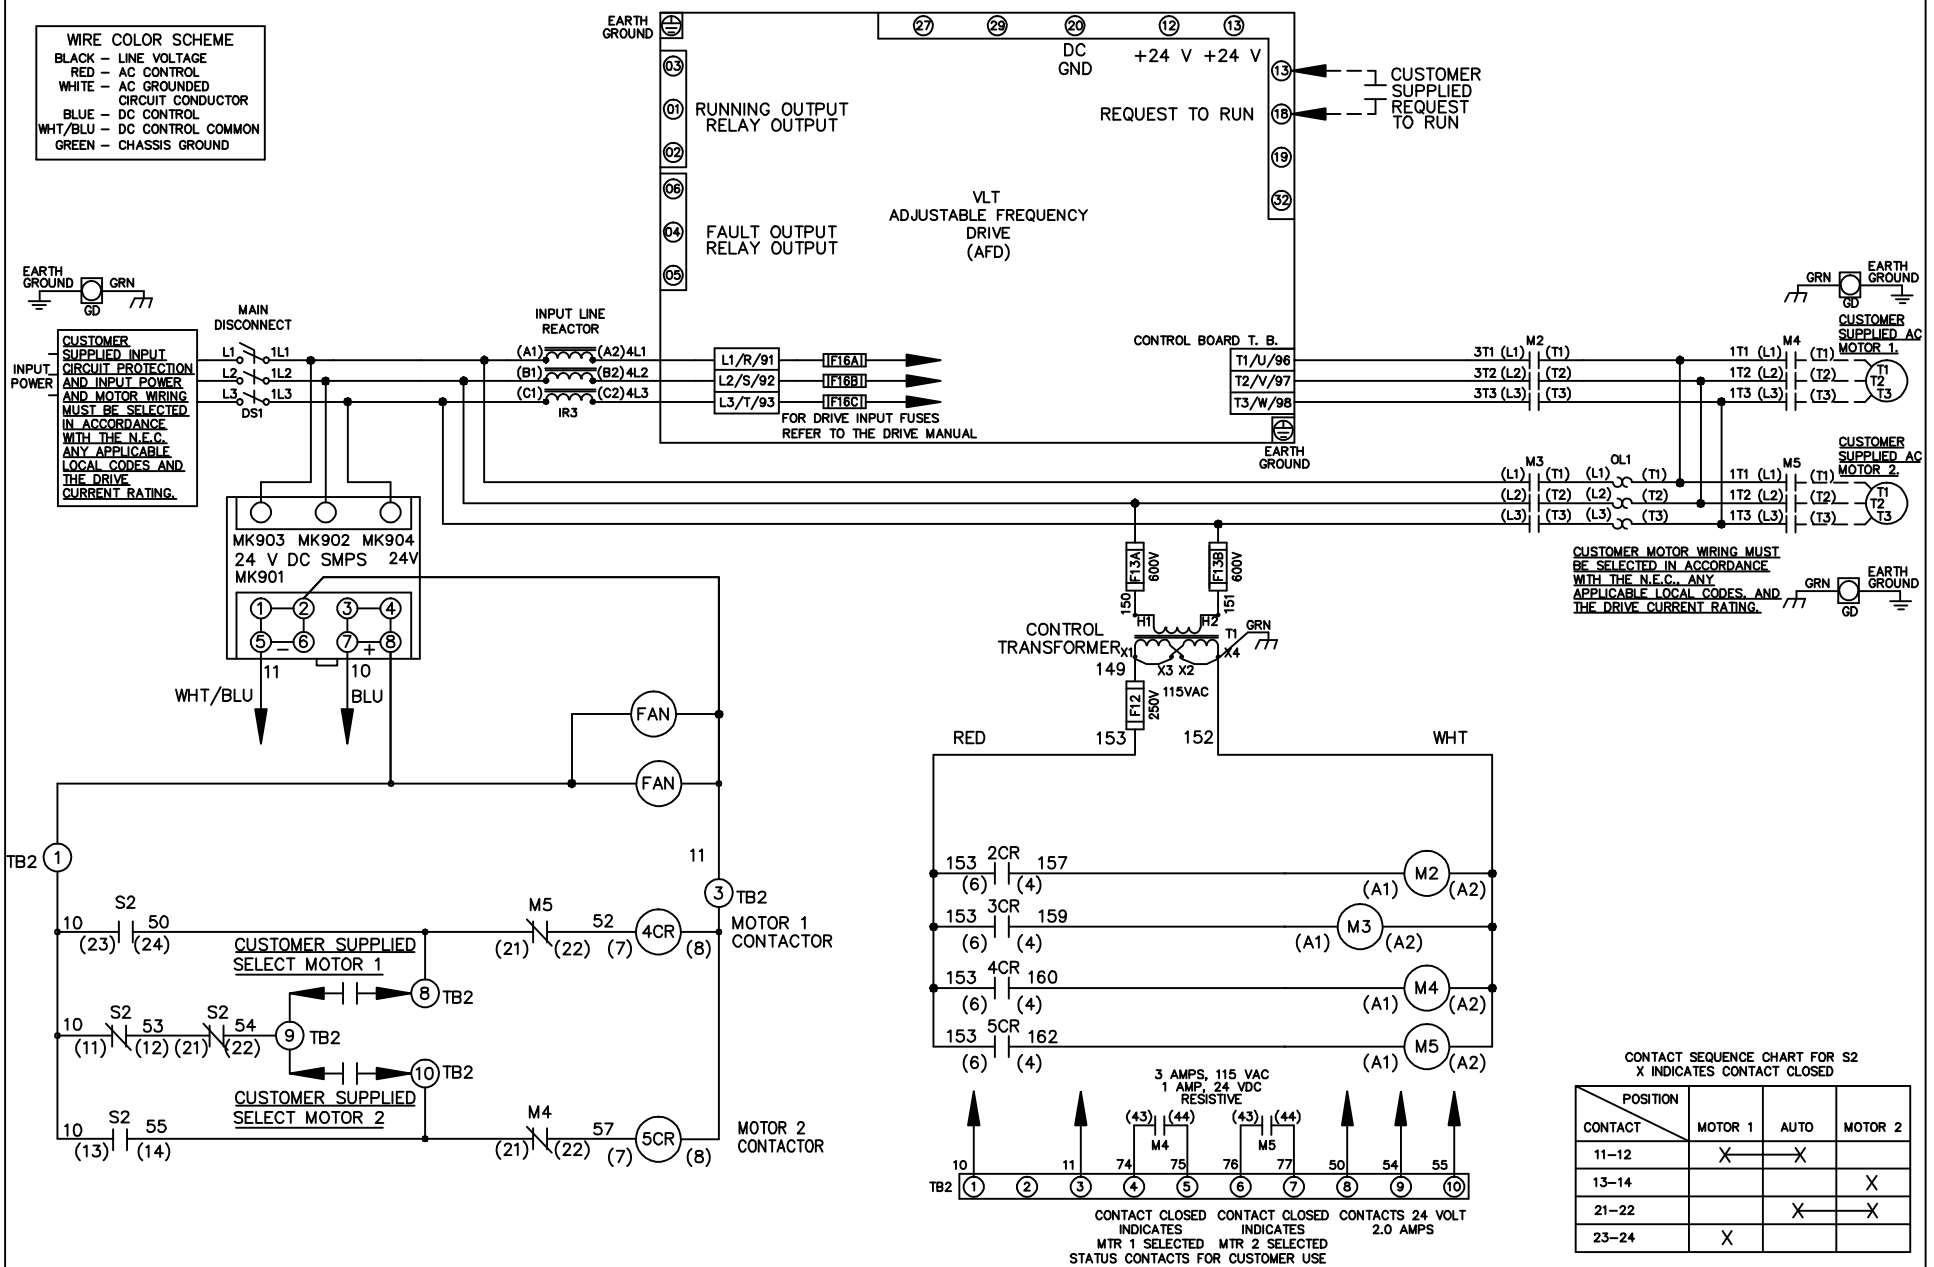 WIRE COLOR SCHEME
BLACK – LINE VOLTAGE
RED – AC CONTROL
WHITE – AC GROUNDED
CIRCUIT CONDUCTOR
BLUE – DC CONTROL
WHT/BLU – DC CONTROL COMMON
GREEN – CHASSIS GROUND
EARTH
GROUND
27 29 20 12 13
DC
GND
+24 V +24 V
03
01
02
RUNNING OUTPUT
RELAY OUTPUT
06
04
05
FAULT OUTPUT
RELAY OUTPUT
13
18
19
32
REQUEST TO RUN
CUSTOMER
SUPPLIED
REQUEST
TO RUN
VLT
ADJUSTABLE FREQUENCY
DRIVE
(AFD)
EARTH
GROUND
GRN
GD
INPUT
POWER
CUSTOMER
SUPPLIED INPUT
CIRCUIT PROTECTION
AND INPUT POWER
AND MOTOR WIRING
MUST BE SELECTED
IN ACCORDANCE
WITH THE N.E.C.
ANY APPLICABLE
LOCAL CODES AND
THE DRIVE
CURRENT RATING.
MAIN
DISCONNECT
L1 1L1
L2 1L2
L3 1L3
DS1
INPUT LINE
REACTOR
(A1) (A2) 4L1
(B1) (B2) 4L2
(C1) (C2) 4L3
IR3
L1/R/91 F16A
L2/S/92 F16B
L3/T/93 F16C
FOR DRIVE INPUT FUSES
REFER TO THE DRIVE MANUAL
CONTROL BOARD T. B.
T1/U/96
T2/V/97
T3/W/98
EARTH
GROUND
M2
3T1 (L1) (T1)
3T2 (L2) (T2)
3T3 (L3) (T3)
M4
1T1 (L1) (T1)
1T2 (L2) (T2)
1T3 (L3) (T3)
GRN
GD
EARTH
GROUND
CUSTOMER
SUPPLIED AC
MOTOR 1.
T1
T2
T3
M3 OL1
(L1) (T1) (L1) (T1)
(L2) (T2) (L2) (T2)
(L3) (T3) (L3) (T3)
M5
1T1 (L1) (T1)
1T2 (L2) (T2)
1T3 (L3) (T3)
CUSTOMER
SUPPLIED AC
MOTOR 2.
T1
T2
T3
CUSTOMER MOTOR WIRING MUST
BE SELECTED IN ACCORDANCE
WITH THE N.E.C., ANY
APPLICABLE LOCAL CODES, AND
THE DRIVE CURRENT RATING.
GRN
GD
EARTH
GROUND
MK903 MK902 MK904
24 V DC SMPS 24V
MK901
1 2 3 4
5 – 6 7 + 8
11 10
WHT/BLU BLU
FAN
FAN
F13A 600V
F13B 600V
150 151
H1 H2
CONTROL
TRANSFORMER
T1 GRN
X1 X3 X2 X4
149
115VAC
F12 250V
153 152
RED WHT
TB2 1
11
3 TB2
10 S2 50
(23) (24)
M5 52
(21) (22) (7) 4CR (8)
MOTOR 1
CONTACTOR
CUSTOMER SUPPLIED
SELECT MOTOR 1
8 TB2
10 S2 53 S2 54
(11) (12) (21) (22)
9 TB2
10 TB2
CUSTOMER SUPPLIED
SELECT MOTOR 2
10 S2 55
(13) (14)
M4 57
(21) (22) (7) 5CR (8)
MOTOR 2
CONTACTOR
153 2CR 157
(6) (4) (A1) M2 (A2)
153 3CR 159
(6) (4) (A1) M3 (A2)
153 4CR 160
(6) (4) (A1) M4 (A2)
153 5CR 162
(6) (4) (A1) M5 (A2)
3 AMPS, 115 VAC
1 AMP, 24 VDC
RESISTIVE
(43) (44) (43) (44)
M4 M5
10 11 74 75 76 77 50 54 55
TB2 1 2 3 4 5 6 7 8 9 10
CONTACT CLOSED
INDICATES
MTR 1 SELECTED
CONTACT CLOSED
INDICATES
MTR 2 SELECTED
STATUS CONTACTS FOR CUSTOMER USE
CONTACTS 24 VOLT
2.0 AMPS
CONTACT SEQUENCE CHART FOR S2
X INDICATES CONTACT CLOSED
POSITION
CONTACT MOTOR 1 AUTO MOTOR 2
11–12 X X
13–14 X
21–22 X X
23–24 X